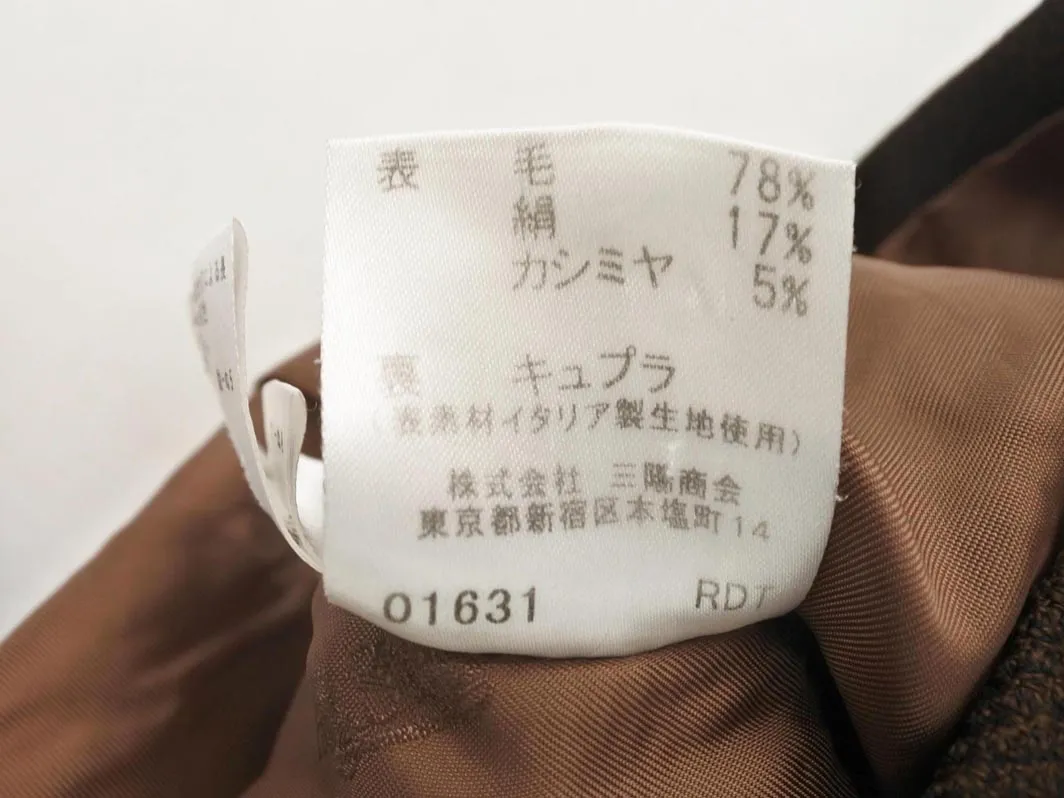 表 毛 78%
絹 17%
カシミヤ 5%
裏 キュプラ
(表素材イタリア製生地使用)
株式会社 三陽商会
東京都新宿区本塩町14
01631 RDT